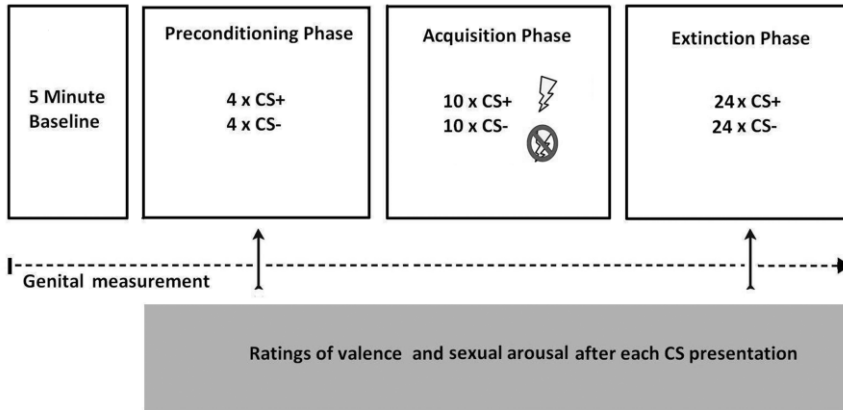 Preconditioning Phase
Acquisition Phase
Extinction Phase
5 Minute
Baseline
4 x CS+
4 x CS-
10 x CS+
10 x CS-
24 x CS+
24 x CS-
Genital measurement
Ratings of valence and sexual arousal after each CS presentation